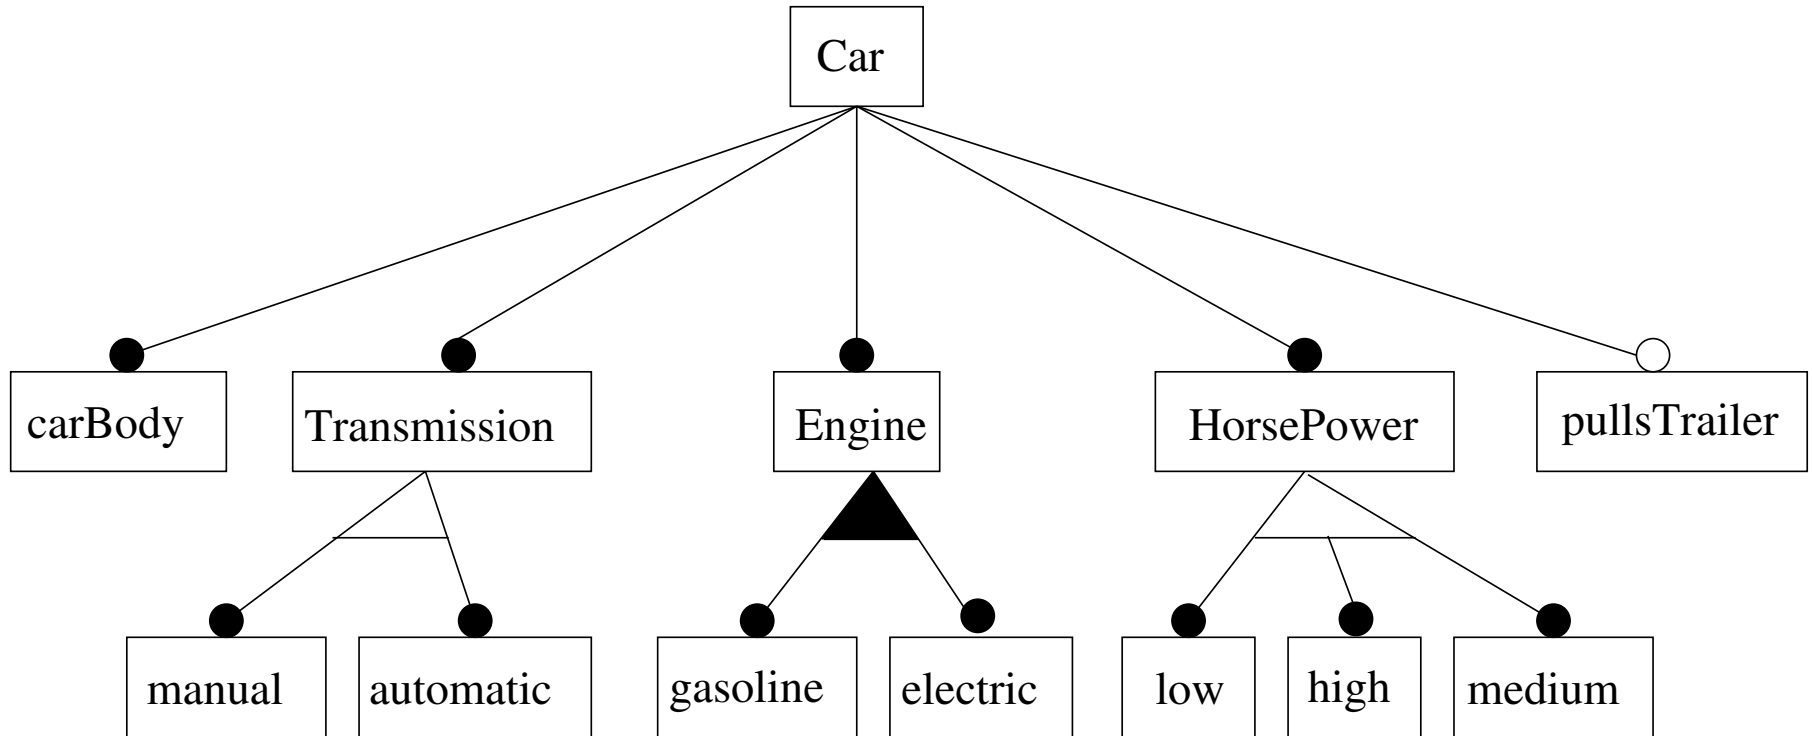 Car
carBody
Transmission
Engine
HorsePower
pullsTrailer
manual
automatic
gasoline
electric
low
high
medium